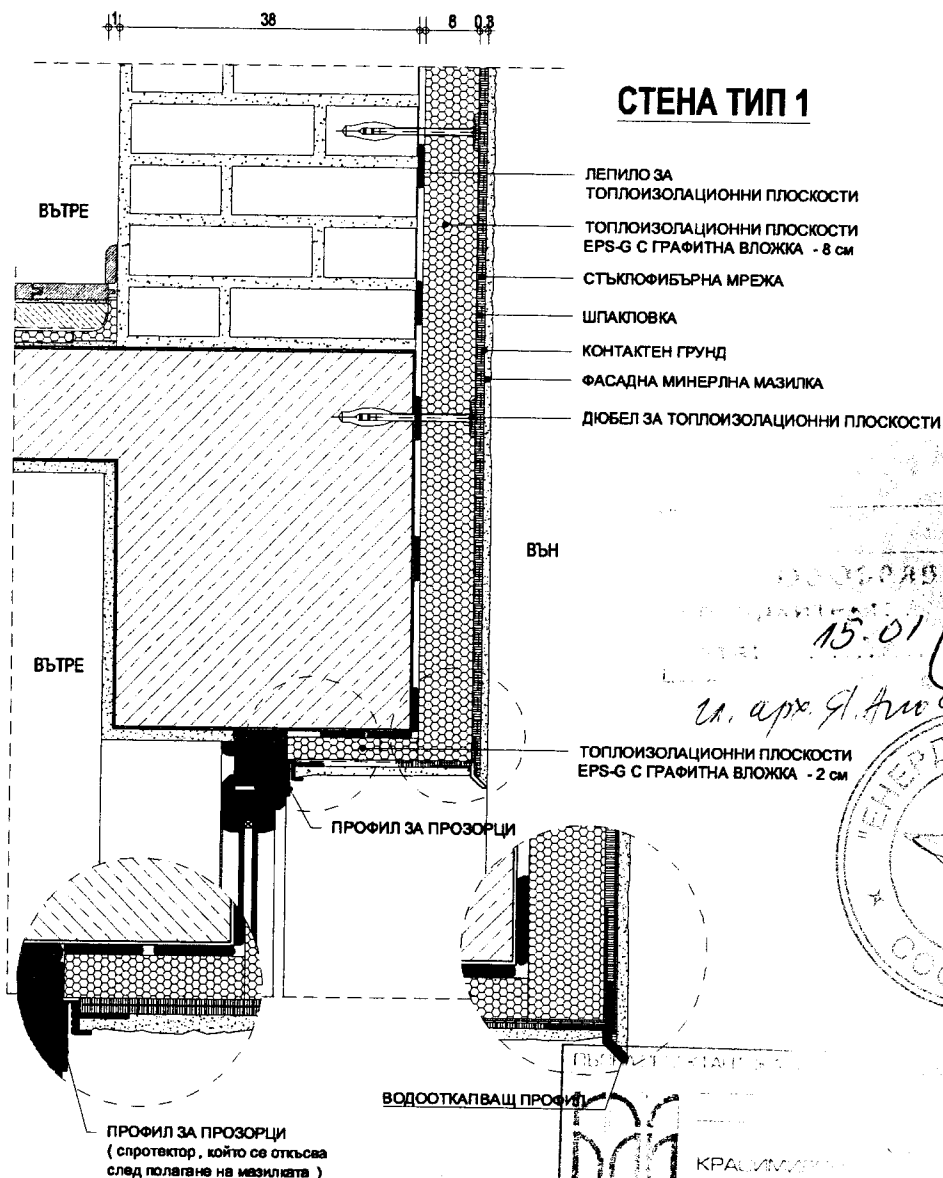 1 38 8 0,3
СТЕНА ТИП 1
ЛЕПИЛО ЗА
ТОПЛОИЗОЛАЦИОННИ ПЛОСКОСТИ
ВЪТРЕ
ТОПЛОИЗОЛАЦИОННИ ПЛОСКОСТИ
EPS-G С ГРАФИТНА ВЛОЖКА - 8 см
СТЪКЛОФИБЪРНА МРЕЖА
ШПАКЛОВКА
КОНТАКТЕН ГРУНД
ФАСАДНА МИНЕРЛНА МАЗИЛКА
ДЮБЕЛ ЗА ТОПЛОИЗОЛАЦИОННИ ПЛОСКОСТИ
ВЪН
15.01
ВЪТРЕ
гл. арх. Я.
ТОПЛОИЗОЛАЦИОННИ ПЛОСКОСТИ
EPS-G С ГРАФИТНА ВЛОЖКА - 2 см
ПРОФИЛ ЗА ПРОЗОРЦИ
ООО
ВОДООТКАПВАЩ ПРОФИЛ
ПРОФИЛ ЗА ПРОЗОРЦИ
( спротектор , който се откъсва
след полагане на мазилката )